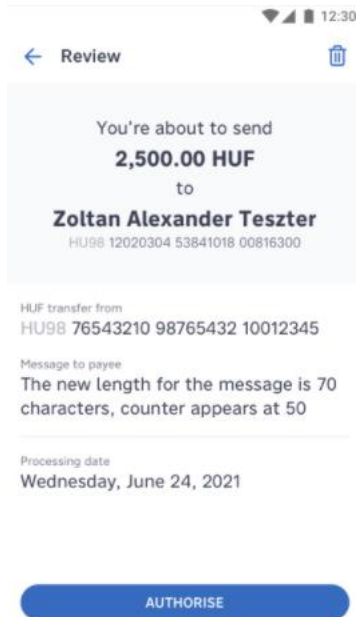 12:30
Review
You're about to send
2,500.00 HUF
to
Zoltan Alexander Teszter
HU98 12020304 53841018 00816300
HUF transfer from
HU98 76543210 98765432 10012345
Message to payee
The new length for the message is 70
characters, counter appears at 50
Processing date
Wednesday, June 24, 2021
AUTHORISE